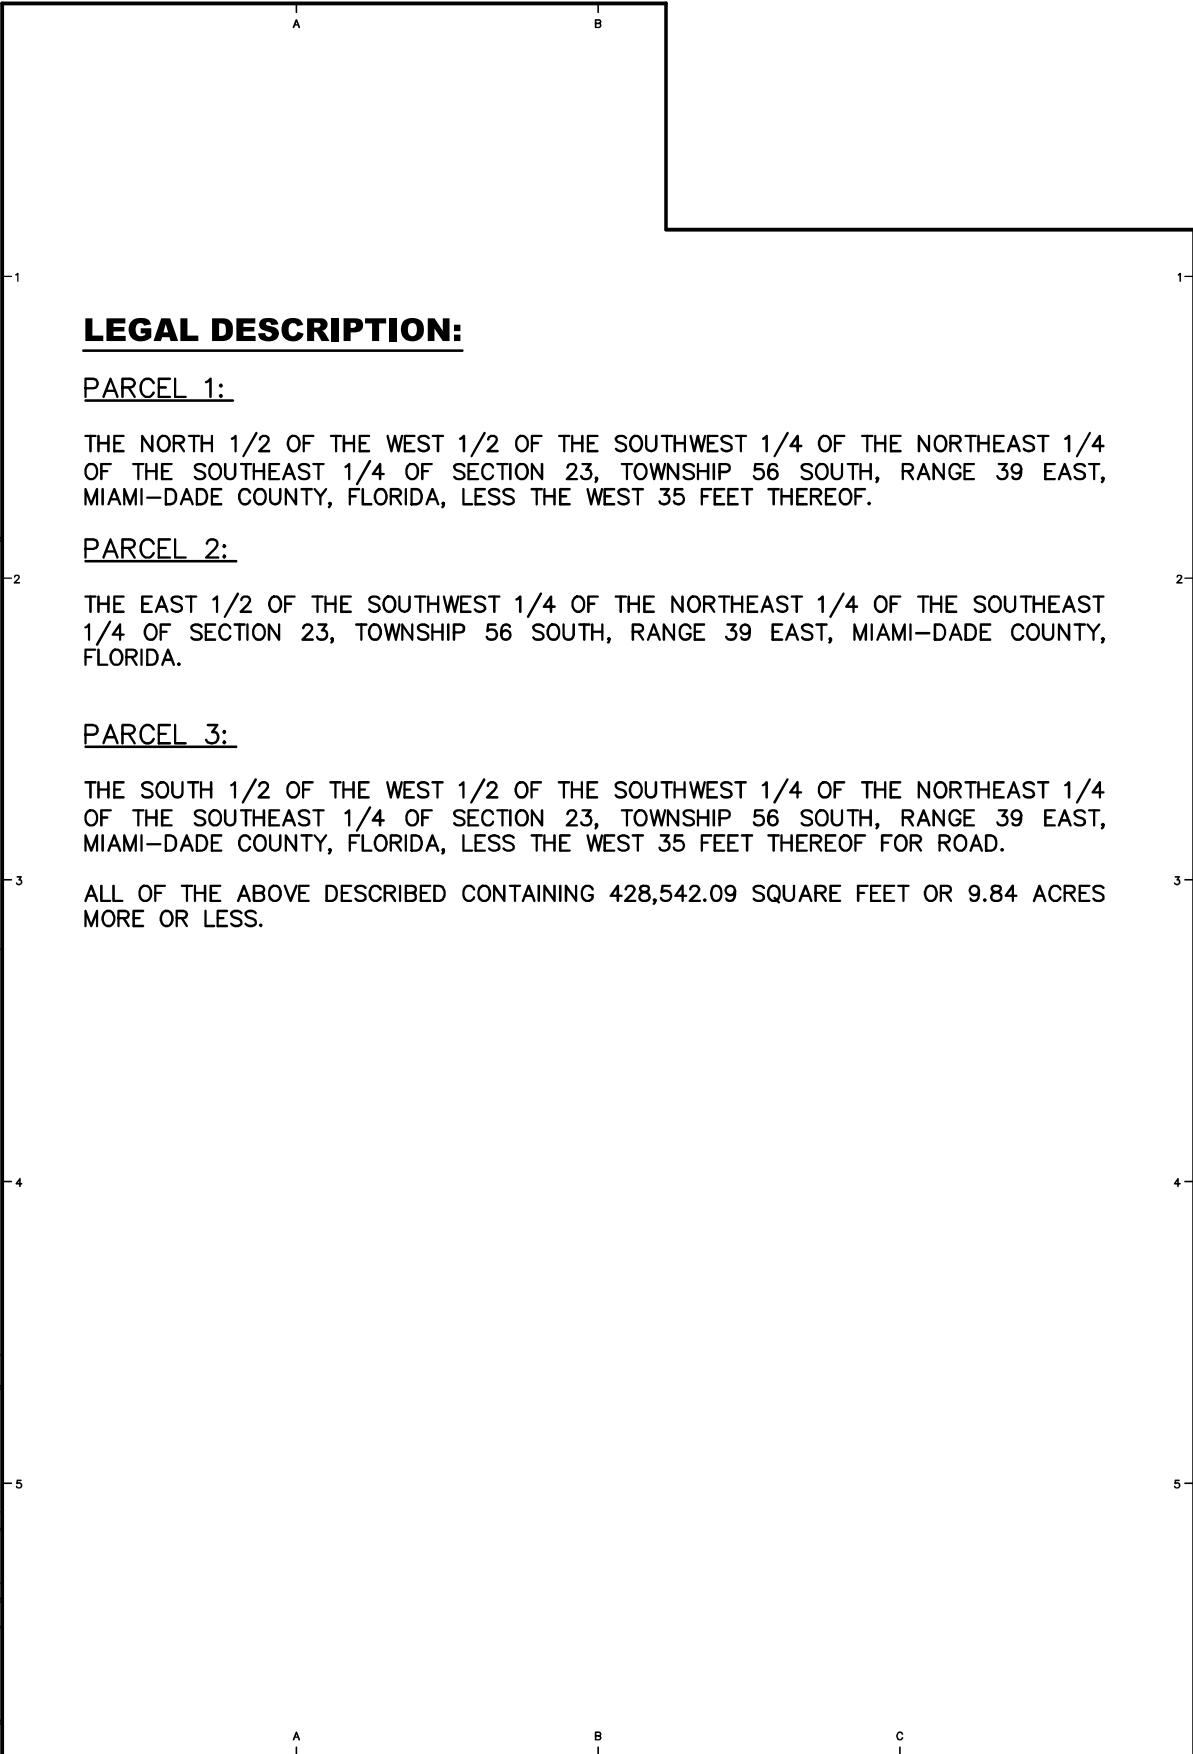 A B
1 1
LEGAL DESCRIPTION:
PARCEL 1:
THE NORTH 1/2 OF THE WEST 1/2 OF THE SOUTHWEST 1/4 OF THE NORTHEAST 1/4
OF THE SOUTHEAST 1/4 OF SECTION 23, TOWNSHIP 56 SOUTH, RANGE 39 EAST,
MIAMI-DADE COUNTY, FLORIDA, LESS THE WEST 35 FEET THEREOF.
PARCEL 2:
2 2
THE EAST 1/2 OF THE SOUTHWEST 1/4 OF THE NORTHEAST 1/4 OF THE SOUTHEAST
1/4 OF SECTION 23, TOWNSHIP 56 SOUTH, RANGE 39 EAST, MIAMI-DADE COUNTY,
FLORIDA.
PARCEL 3:
THE SOUTH 1/2 OF THE WEST 1/2 OF THE SOUTHWEST 1/4 OF THE NORTHEAST 1/4
OF THE SOUTHEAST 1/4 OF SECTION 23, TOWNSHIP 56 SOUTH, RANGE 39 EAST,
MIAMI-DADE COUNTY, FLORIDA, LESS THE WEST 35 FEET THEREOF FOR ROAD.
3 3
ALL OF THE ABOVE DESCRIBED CONTAINING 428,542.09 SQUARE FEET OR 9.84 ACRES
MORE OR LESS.
4 4
5 5
A B C